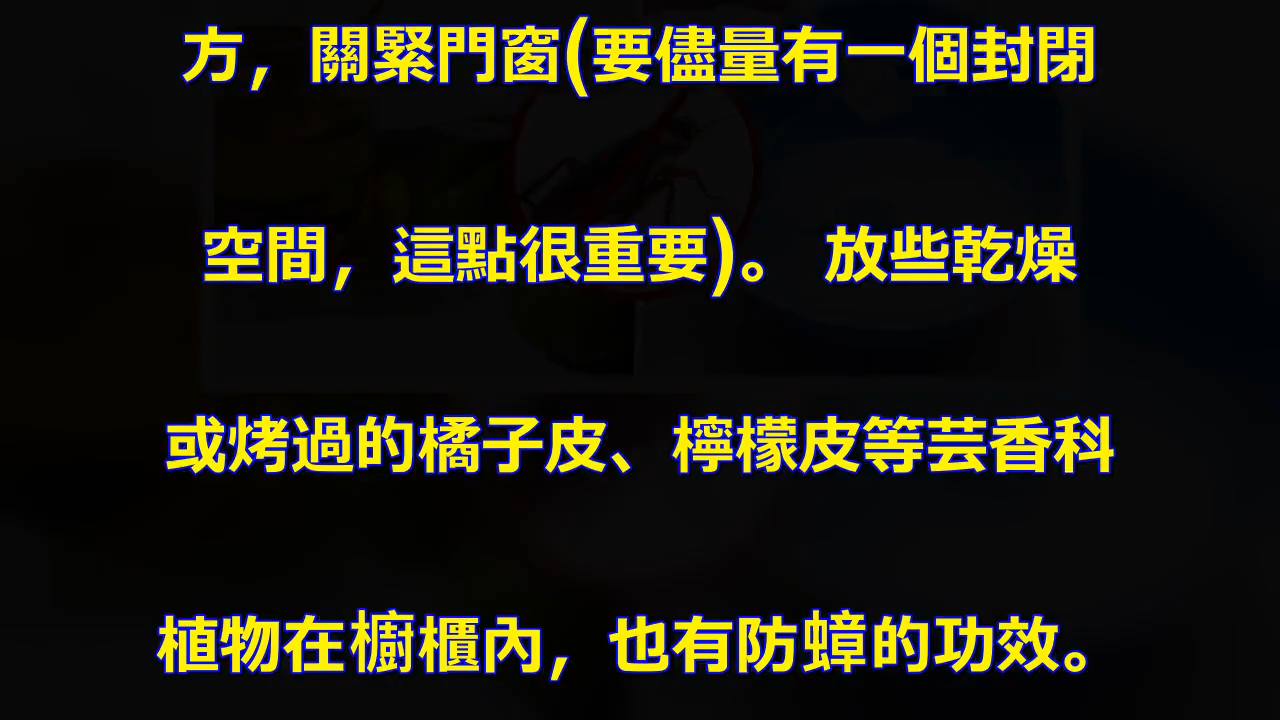 方，關緊門窗(要儘量有一個封閉
空間，這點很重要)。 放些乾燥
或烤過的橘子皮、檸檬皮等芸香科
植物在櫥櫃內，也有防蟑的功效。